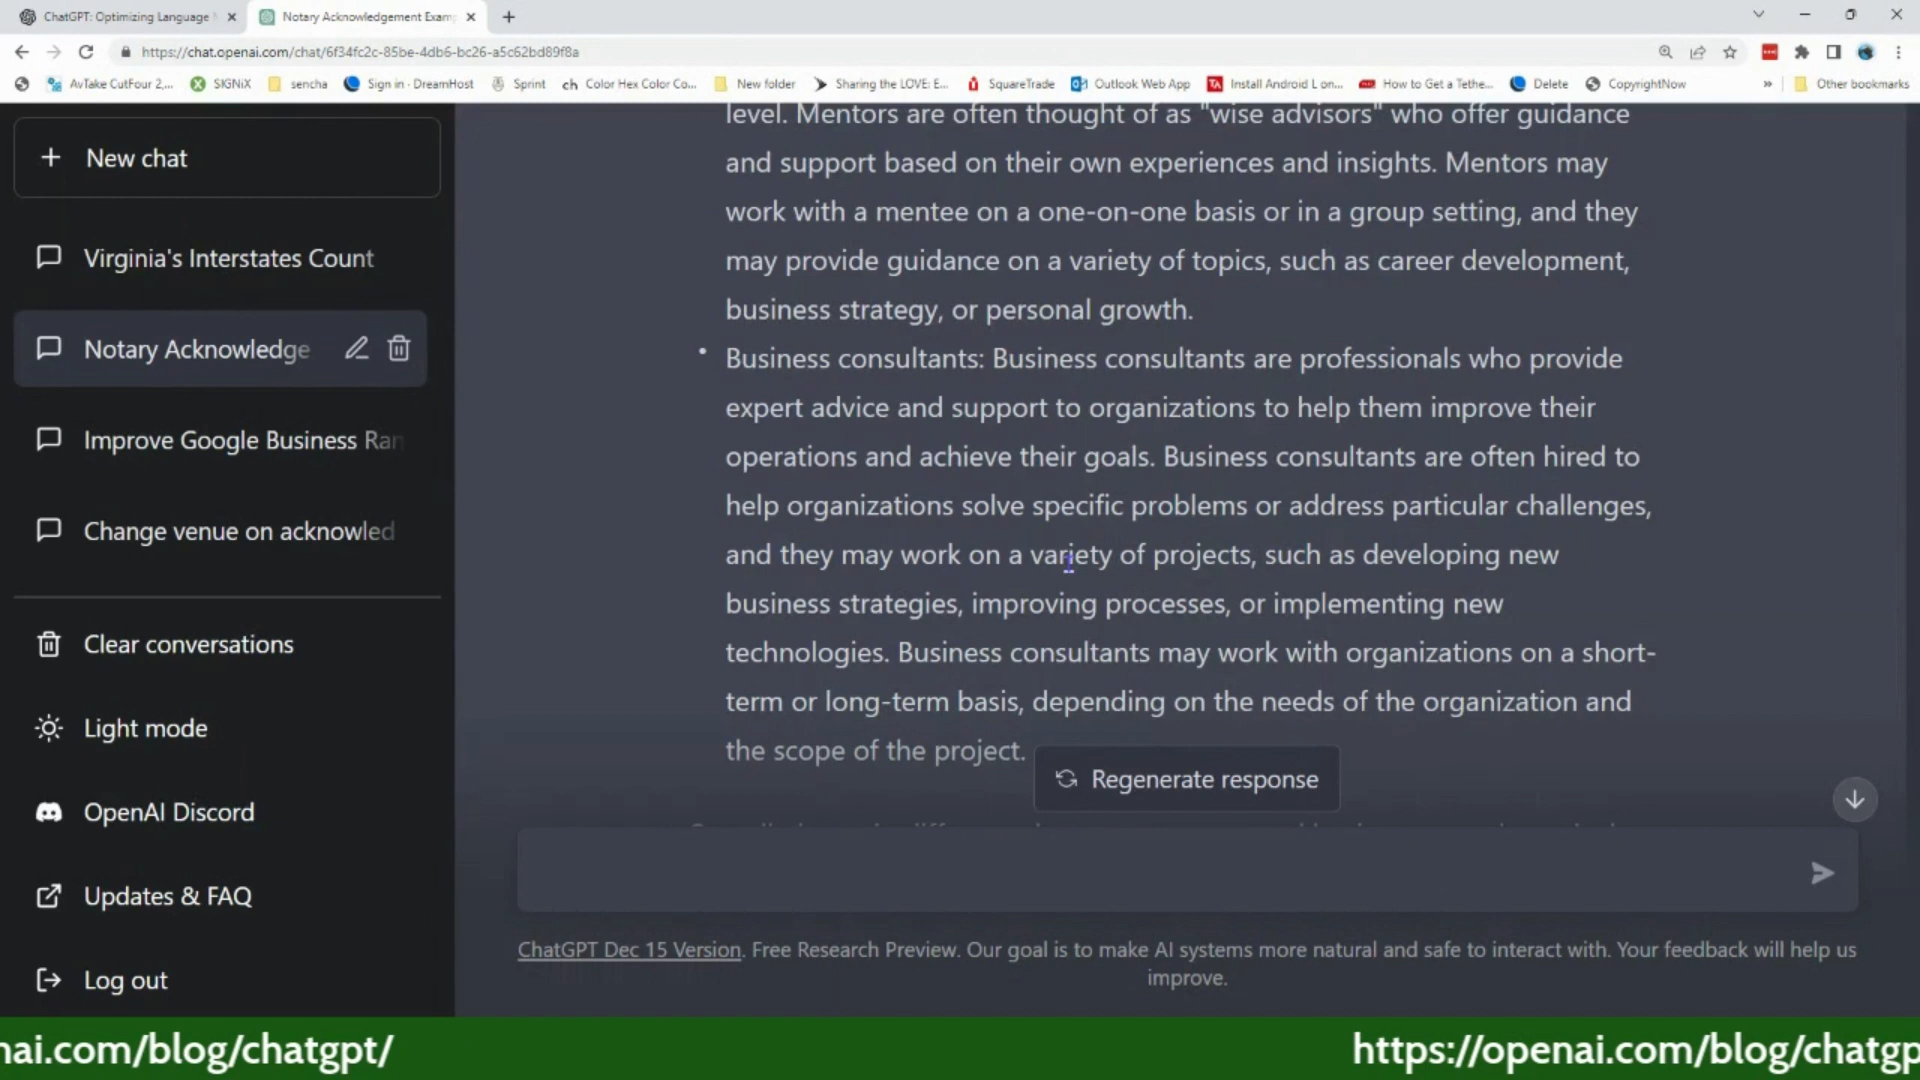 ChatGPT: Optimizing Language
Notary Acknowledgement Exam
https://chat.openai.com/chat/6f34fc2c-85be-4db6-bc26-a5c62bd89f8a
AvTake CutFour 2,...
SIGNiX
sencha
Sign in · DreamHost
Sprint
ch Color Hex Color Co...
New folder
Sharing the LOVE: E...
SquareTrade
Outlook Web App
TA Install Android L on...
How to Get a Tethe...
Delete
CopyrightNow
»
Other bookmarks
New chat
Virginia's Interstates Count
Notary Acknowledge
Improve Google Business Ran
Change venue on acknowled
Clear conversations
Light mode
OpenAI Discord
Updates & FAQ
Log out
level. Mentors are often thought of as "wise advisors" who offer guidance
and support based on their own experiences and insights. Mentors may
work with a mentee on a one-on-one basis or in a group setting, and they
may provide guidance on a variety of topics, such as career development,
business strategy, or personal growth.
• Business consultants: Business consultants are professionals who provide
expert advice and support to organizations to help them improve their
operations and achieve their goals. Business consultants are often hired to
help organizations solve specific problems or address particular challenges,
and they may work on a variety of projects, such as developing new
business strategies, improving processes, or implementing new
technologies. Business consultants may work with organizations on a short-
term or long-term basis, depending on the needs of the organization and
the scope of the project.
Regenerate response
ChatGPT Dec 15 Version. Free Research Preview. Our goal is to make AI systems more natural and safe to interact with. Your feedback will help us
improve.
nai.com/blog/chatgpt/
https://openai.com/blog/chatgp